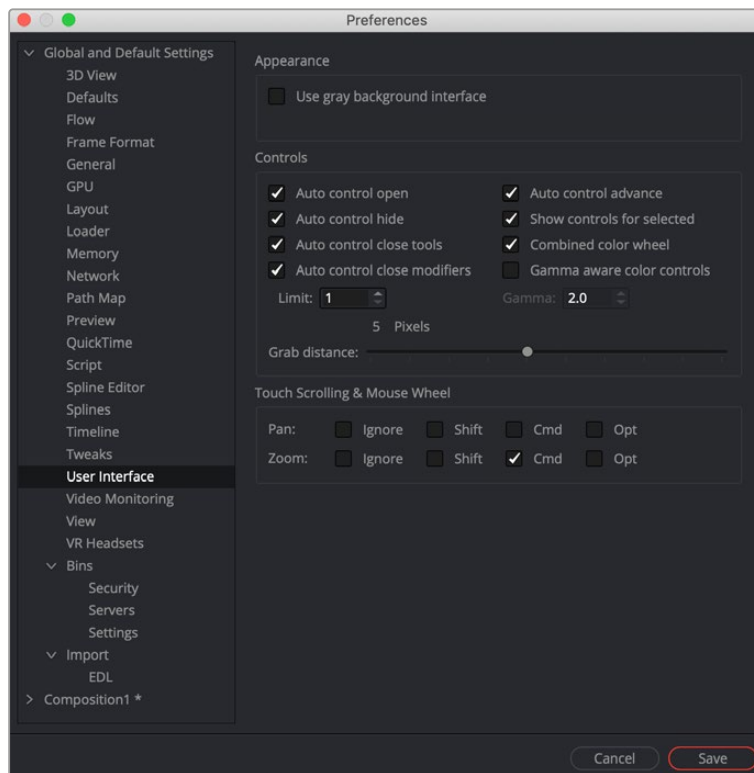 Preferences
Global and Default Settings
3D View
Defaults
Flow
Frame Format
General
GPU
Layout
Loader
Memory
Network
Path Map
Preview
QuickTime
Script
Spline Editor
Splines
Timeline
Tweaks
User Interface
Video Monitoring
View
VR Headsets
Bins
Security
Servers
Settings
Import
EDL
Composition1 *
Appearance
Use gray background interface
Controls
Auto control open
Auto control advance
Auto control hide
Show controls for selected
Auto control close tools
Combined color wheel
Auto control close modifiers
Gamma aware color controls
Limit: 1
Gamma: 2.0
5 Pixels
Grab distance:
Touch Scrolling & Mouse Wheel
Pan: Ignore Shift Cmd Opt
Zoom: Ignore Shift Cmd Opt
Cancel Save